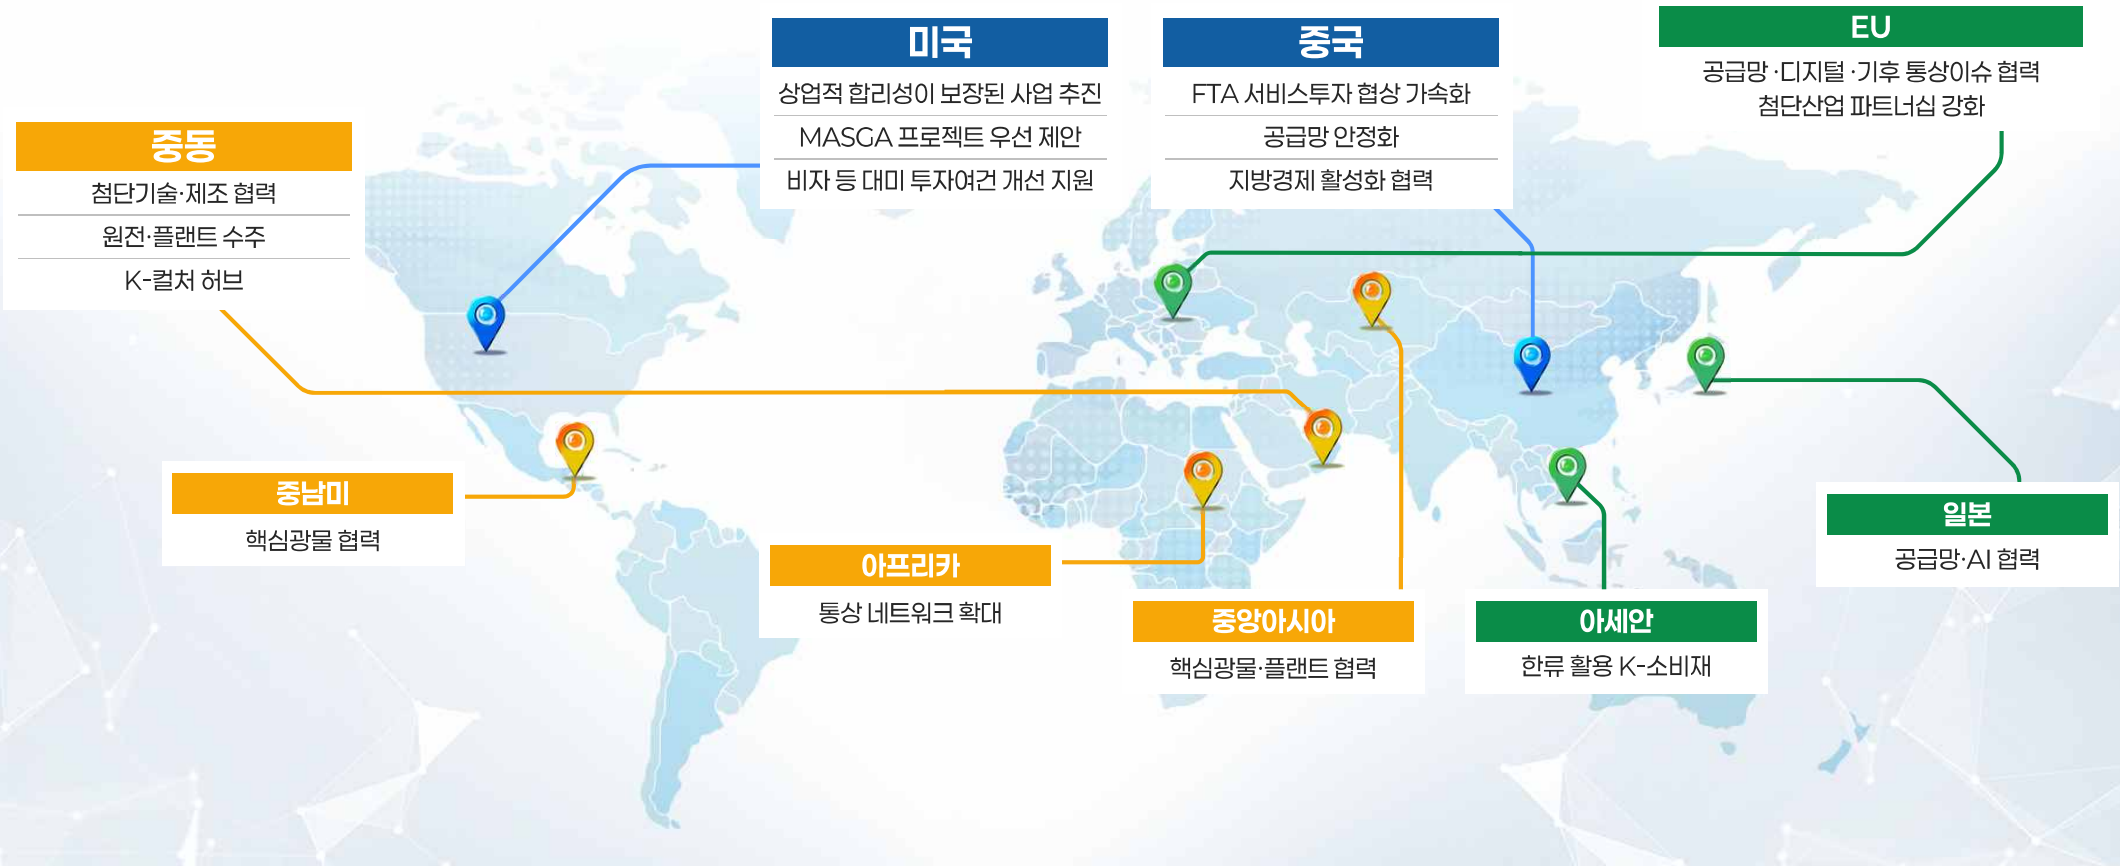 미국
상업적 합리성이 보장된 사업 추진
MASGA 프로젝트 우선 제안
비자 등 대미 투자여건 개선 지원
중국
FTA 서비스투자 협상 가속화
공급망 안정화
지방경제 활성화 협력
EU
공급망 ·디지털 ·기후 통상이슈 협력
첨단산업 파트너십 강화
중동
첨단기술·제조 협력
원전·플랜트 수주
K-컬처 허브
중남미
핵심광물 협력
아프리카
통상 네트워크 확대
중앙아시아
핵심광물·플랜트 협력
아세안
한류 활용 K-소비재
일본
공급망·AI 협력